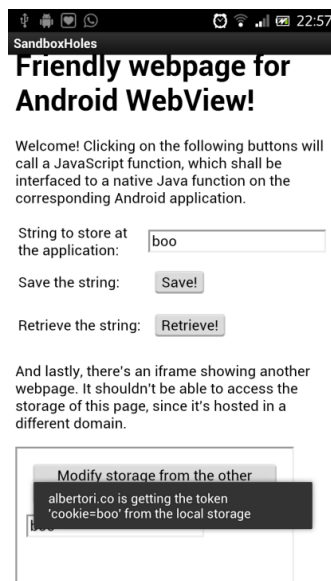 22:57
SandboxHoles
Friendly webpage for
Android WebView!
Welcome! Clicking on the following buttons will
call a JavaScript function, which shall be
interfaced to a native Java function on the
corresponding Android application.
String to store at
the application:
boo
Save the string:
Save!
Retrieve the string:
Retrieve!
And lastly, there's an iframe showing another
webpage. It shouldn't be able to access the
storage of this page, since it's hosted in a
different domain.
Modify storage from the other
albertori.co is getting the token
'cookie=boo' from the local storage
boo